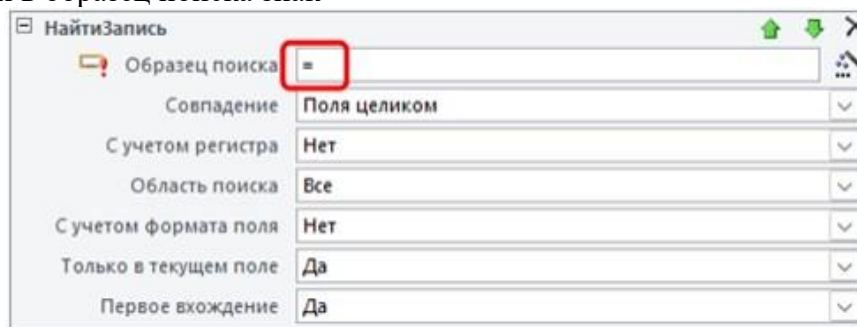 НайтиЗапись
Образец поиска =
Совпадение Поля целиком
С учетом регистра Нет
Область поиска Все
С учетом формата поля Нет
Только в текущем поле Да
Первое вхождение Да